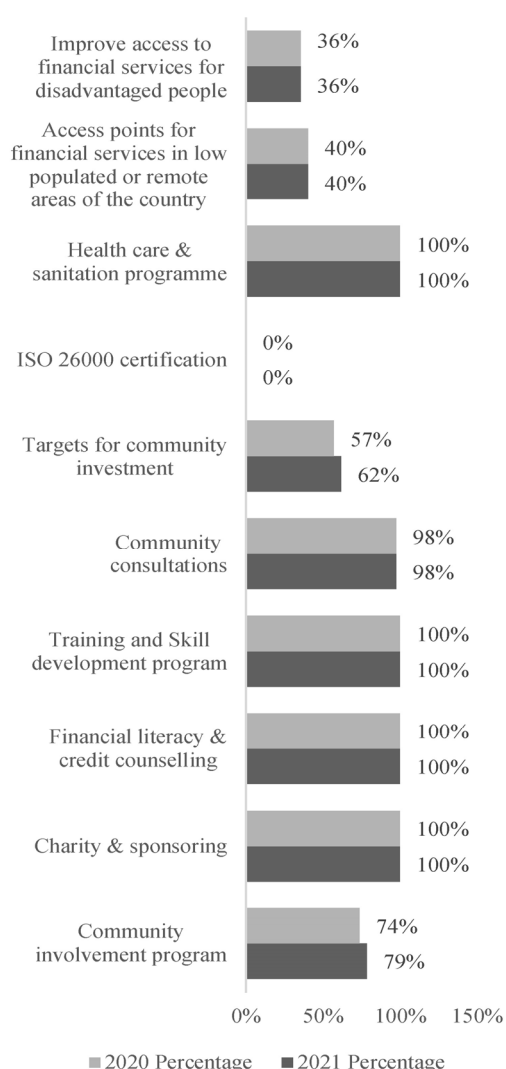 Improve access to
financial services for
disadvantaged people
36%
36%
Access points for
financial services in low
populated or remote
areas of the country
40%
40%
Health care &
sanitation programme
100%
100%
ISO 26000 certification
0%
0%
Targets for community
investment
57%
62%
Community
consultations
98%
98%
Training and Skill
development program
100%
100%
Financial literacy &
credit counselling
100%
100%
Charity & sponsoring
100%
100%
Community
involvement program
74%
79%
0% 50% 100% 150%
2020 Percentage 2021 Percentage